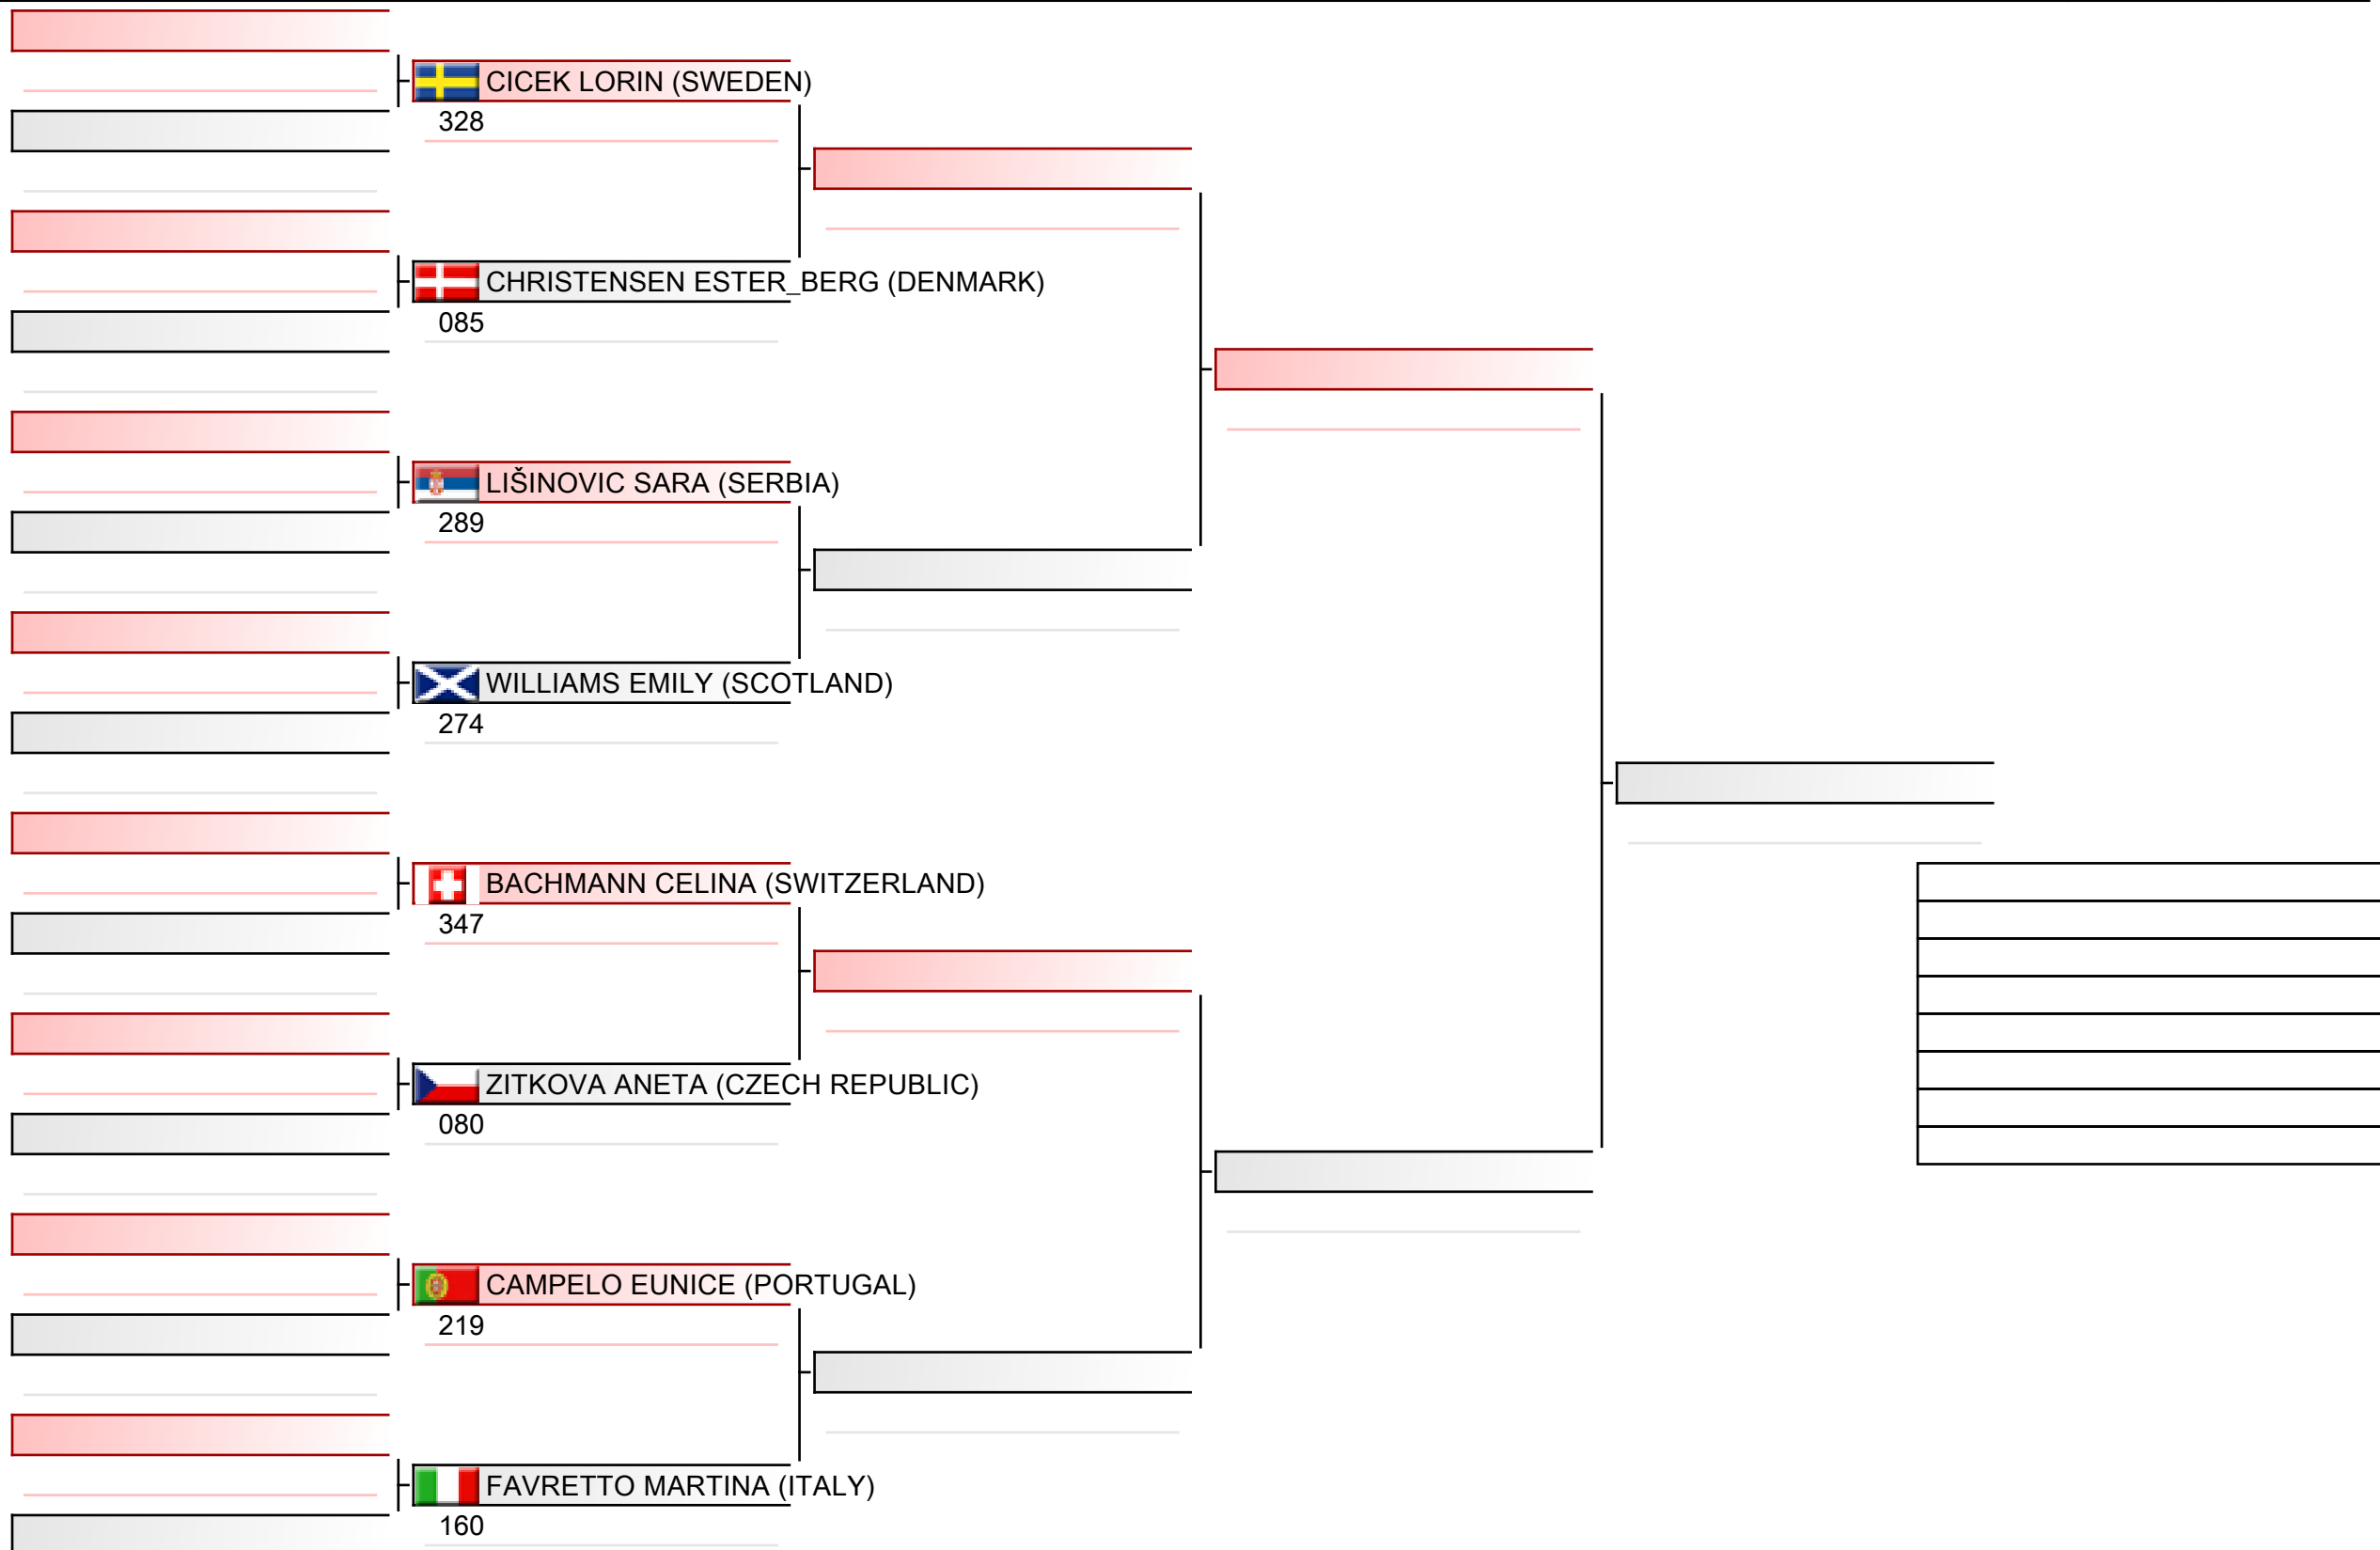 CICEK LORIN (SWEDEN)
328
CHRISTENSEN ESTER_BERG (DENMARK)
085
LIŠINOVIC SARA (SERBIA)
289
WILLIAMS EMILY (SCOTLAND)
274
BACHMANN CELINA (SWITZERLAND)
347
ZITKOVA ANETA (CZECH REPUBLIC)
080
CAMPELO EUNICE (PORTUGAL)
219
FAVRETTO MARTINA (ITALY)
160